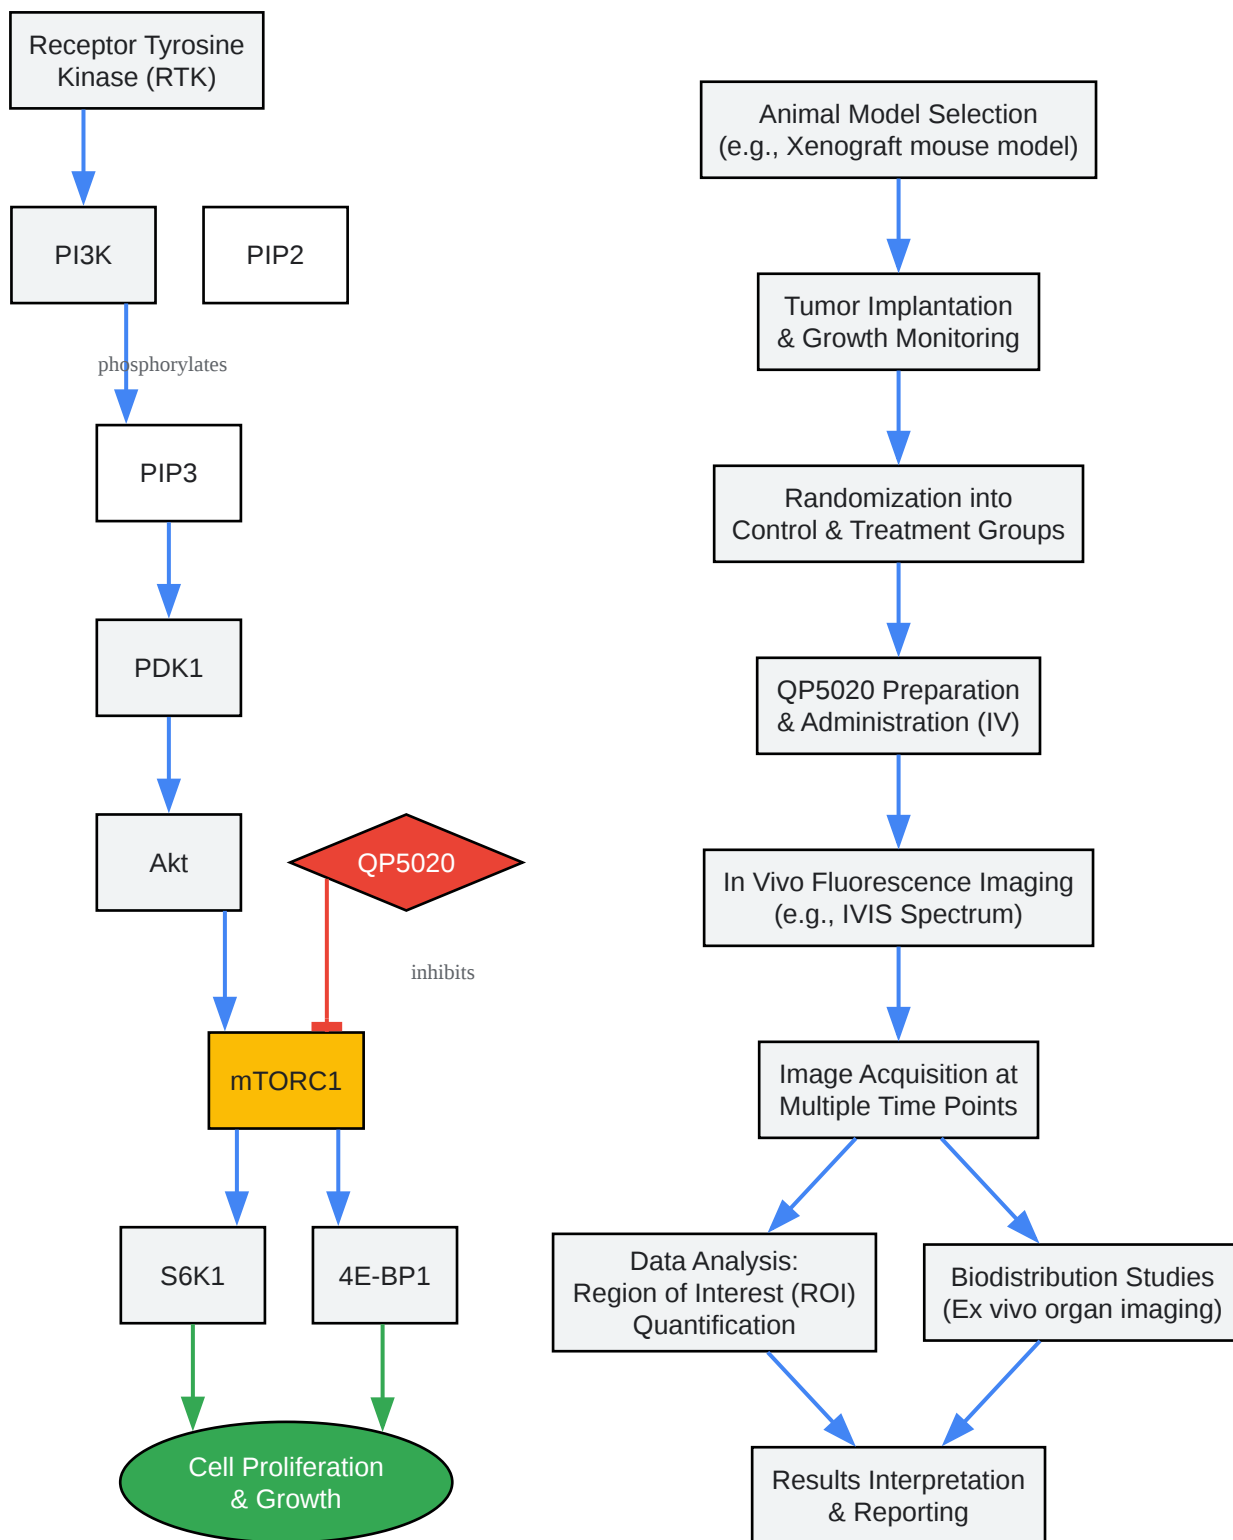 Receptor Tyrosine
Kinase (RTK)
PI3K
PIP2
phosphorylates
PIP3
PDK1
Akt
QP5020
inhibits
mTORC1
S6K1
4E-BP1
Cell Proliferation
& Growth
Animal Model Selection
(e.g., Xenograft mouse model)
Tumor Implantation
& Growth Monitoring
Randomization into
Control & Treatment Groups
QP5020 Preparation
& Administration (IV)
In Vivo Fluorescence Imaging
(e.g., IVIS Spectrum)
Image Acquisition at
Multiple Time Points
Data Analysis:
Region of Interest (ROI)
Quantification
Biodistribution Studies
(Ex vivo organ imaging)
Results Interpretation
& Reporting